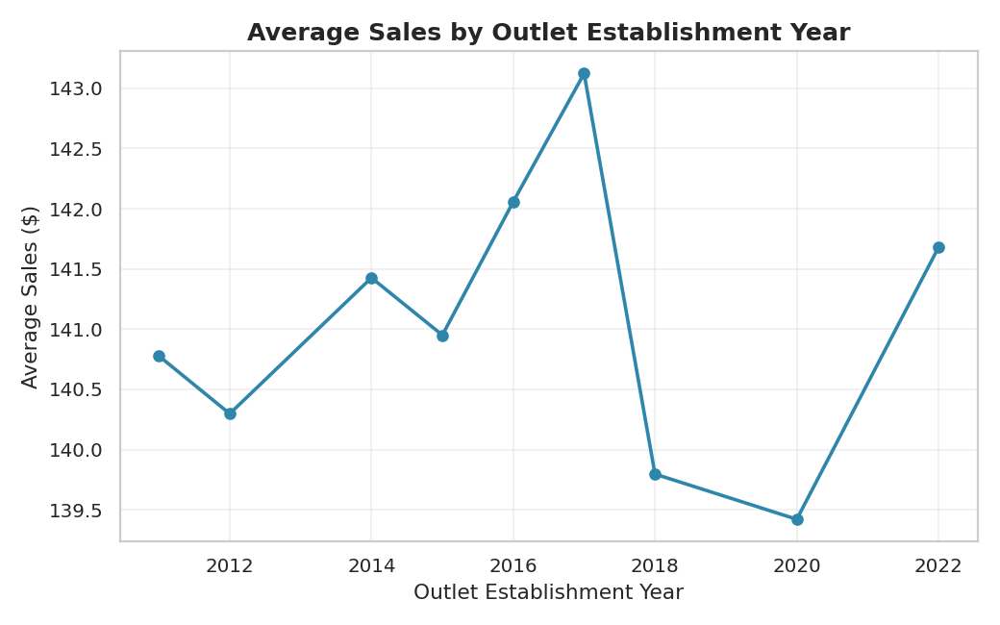 Average Sales by Outlet Establishment Year
Average Sales ($)
143.0
142.5
142.0
141.5
141.0
140.5
140.0
139.5
2012 2014 2016 2018 2020 2022
Outlet Establishment Year